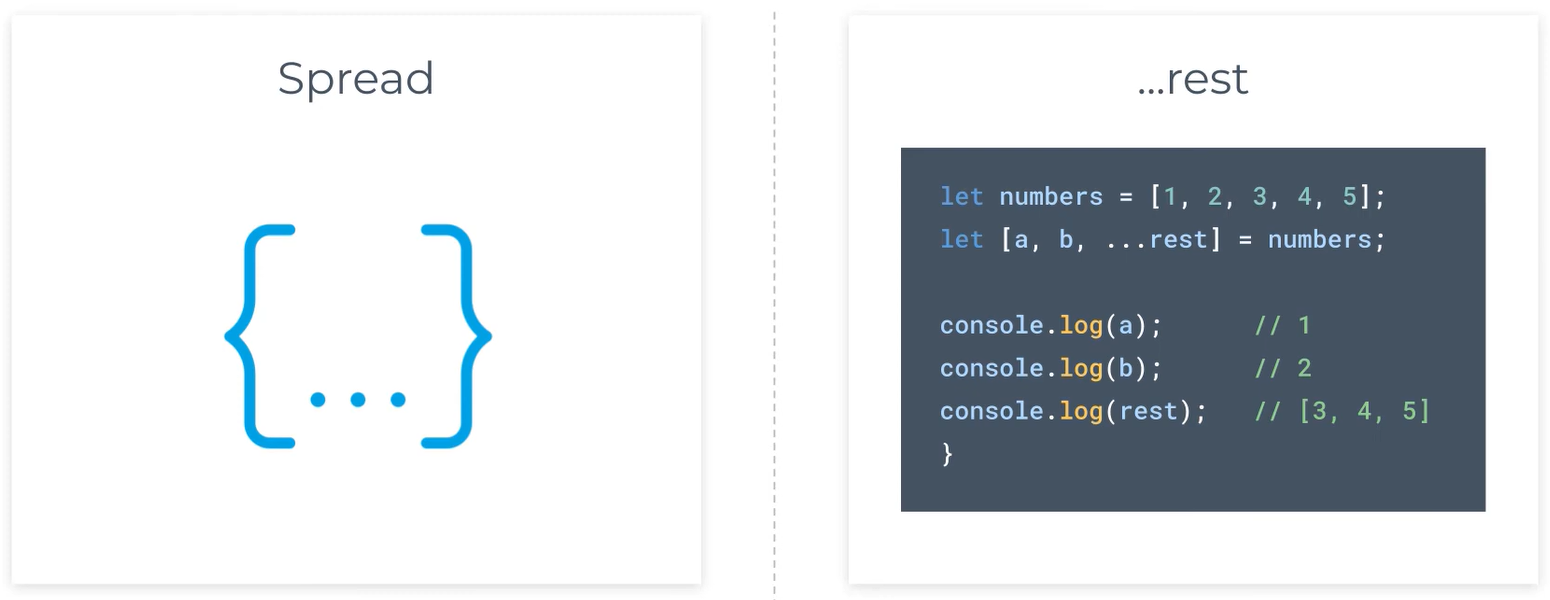 Spread
{...}
...rest
let numbers = [1, 2, 3, 4, 5];
let [a, b, ...rest] = numbers;
console.log(a);      // 1
console.log(b);      // 2
console.log(rest);   // [3, 4, 5]
}